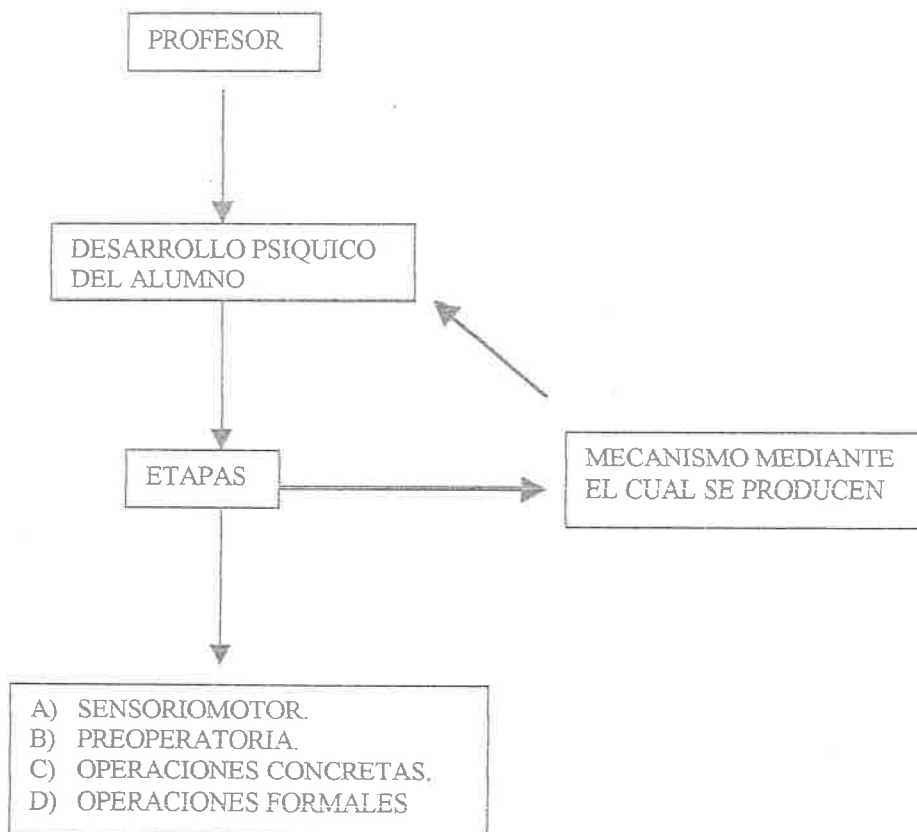 PROFESOR
DESARROLLO PSIQUICO
DEL ALUMNO
ETAPAS
MECANISMO MEDIANTE
EL CUAL SE PRODUCEN
A) SENSORIOMOTOR.
B) PREOPERATORIA.
C) OPERACIONES CONCRETAS.
D) OPERACIONES FORMALES